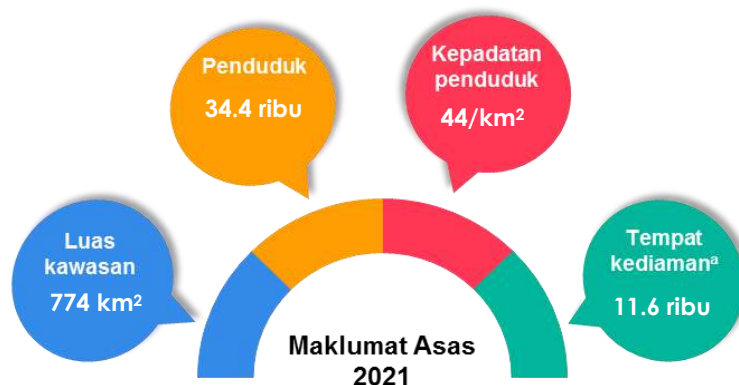 Penduduk
34.4 ribu
Kepadatan
penduduk
44/km²
Luas
kawasan
774 km²
Tempat
kediamanᵃ
11.6 ribu
Maklumat Asas
2021